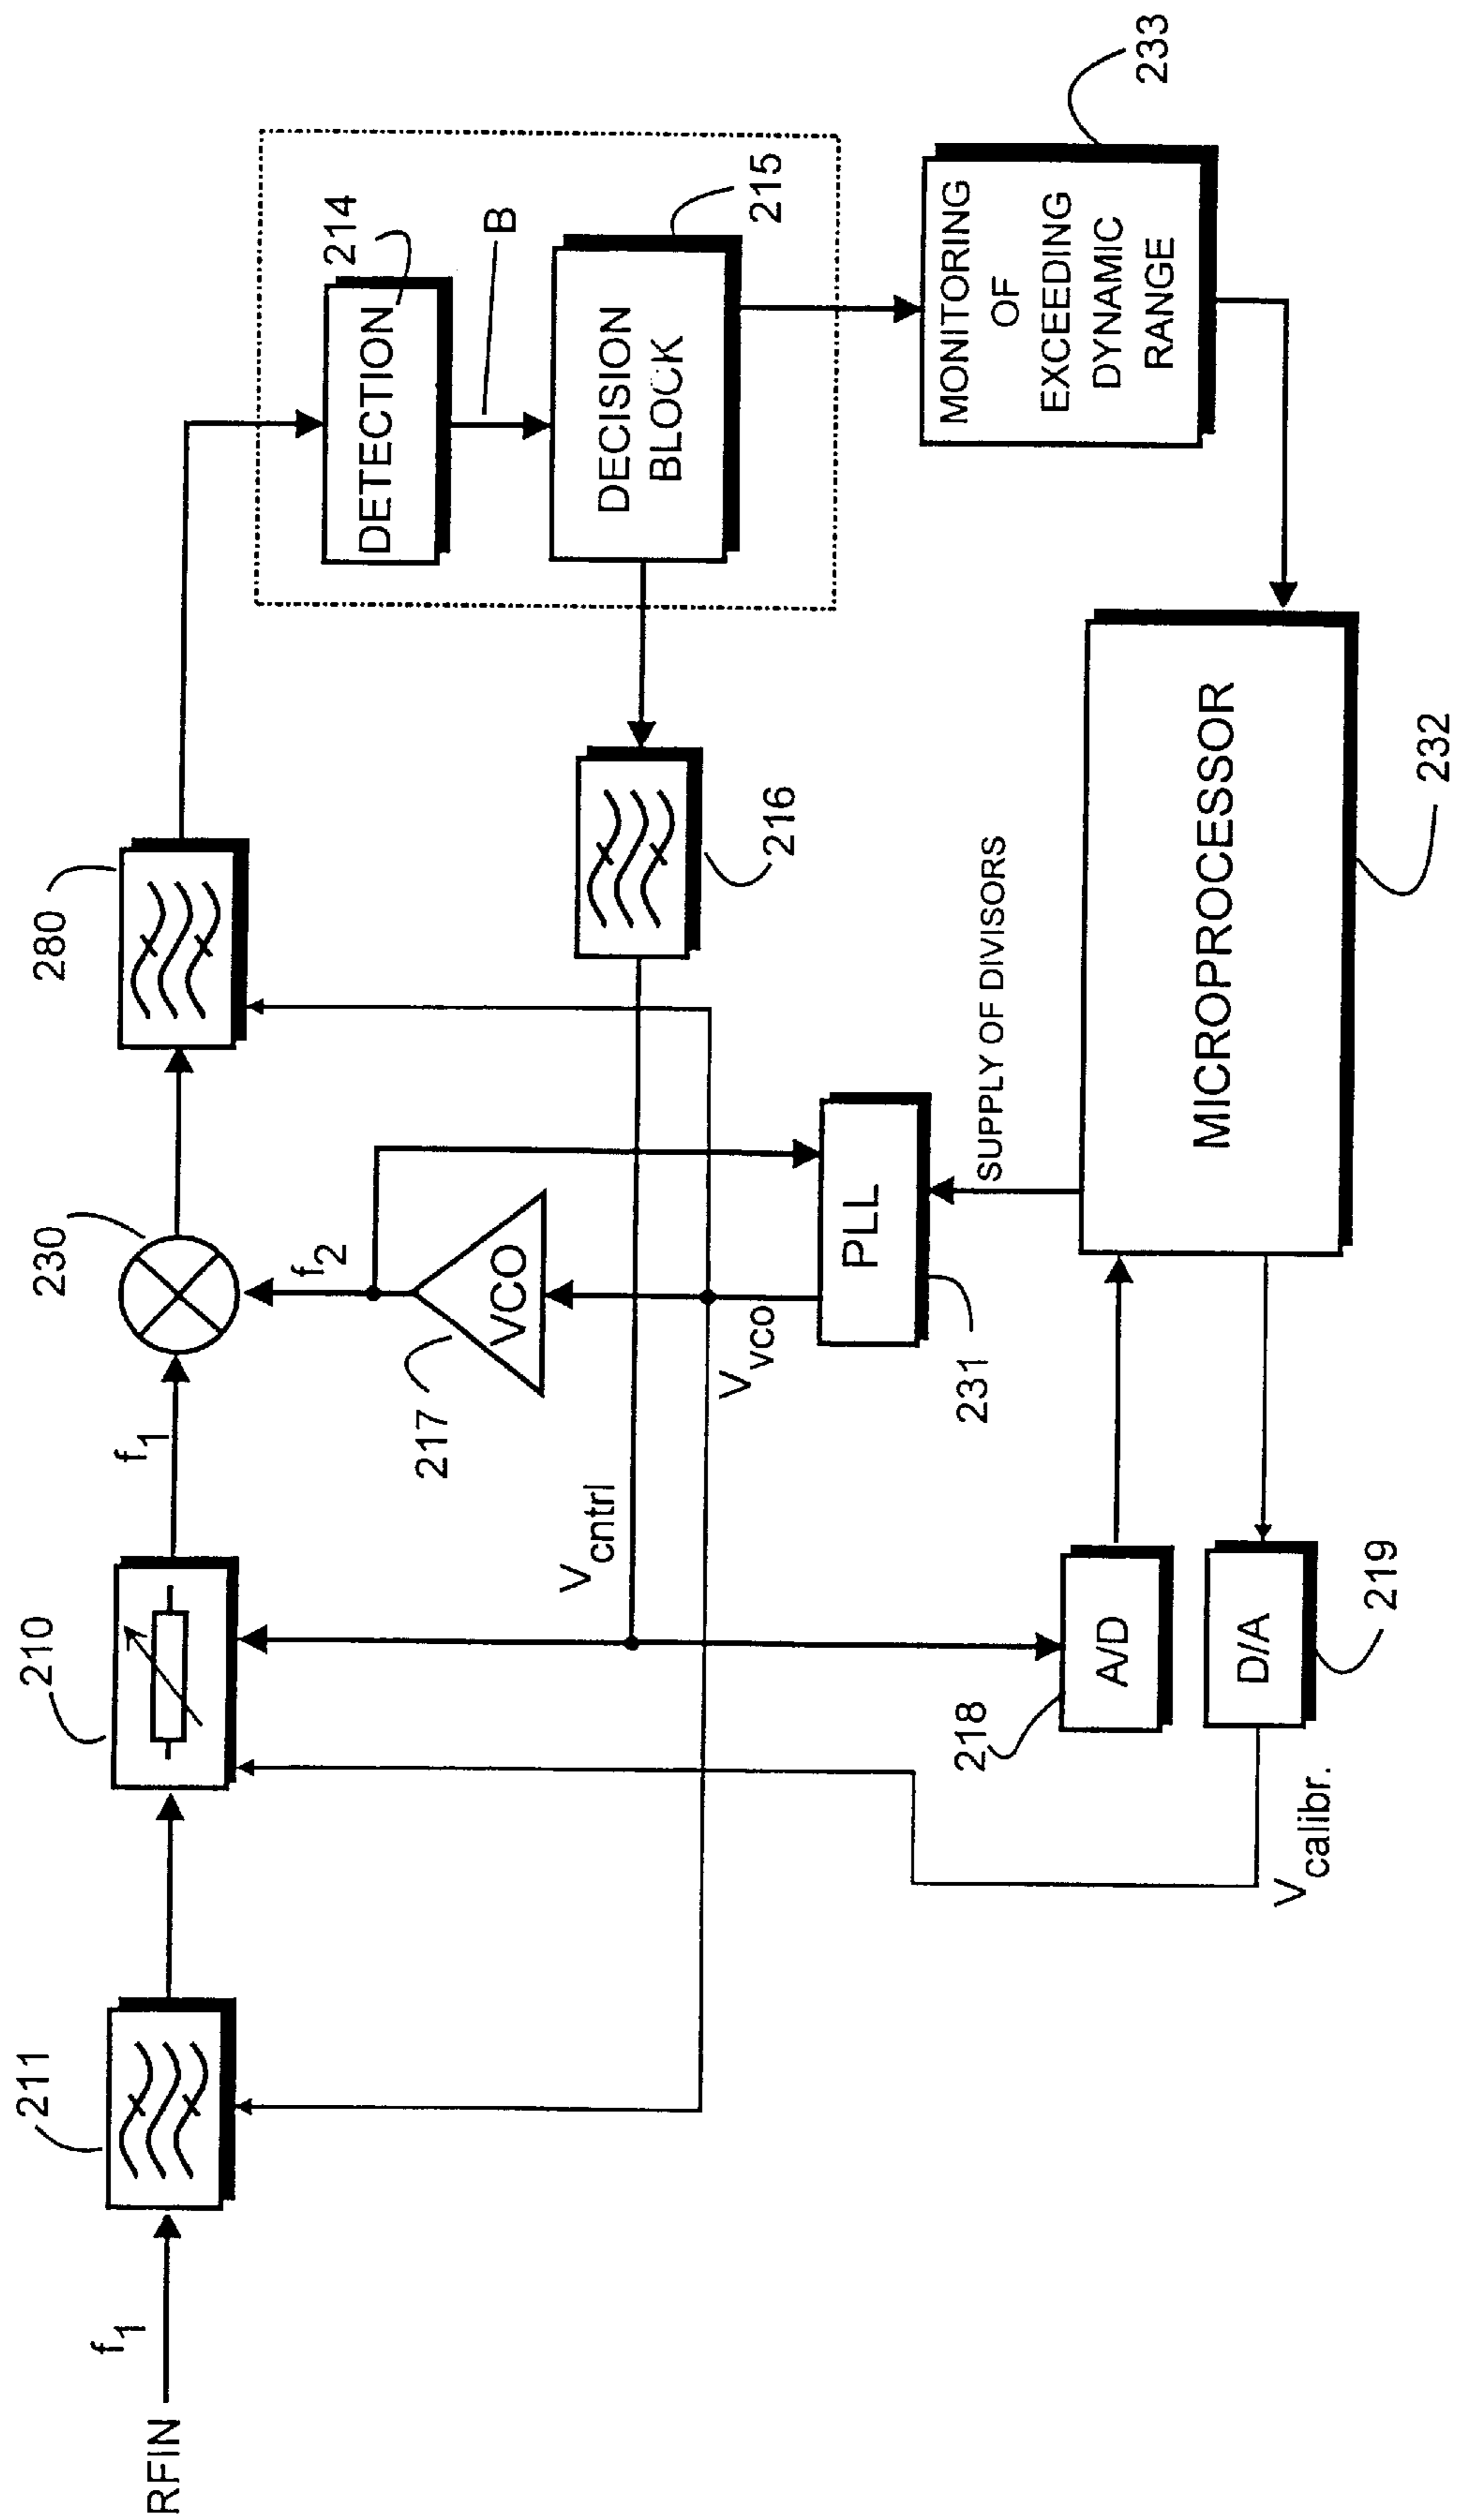 211
210
230
280
RFIN
f1
f1
f2
217
VCO
214
DETECTION
B
DECISION
BLOCK
215
216
Vcntrl
Vvco
PLL
231
SUPPLY OF DIVISORS
MONITORING
OF
EXCEEDING
DYNAMIC
RANGE
233
218
A/D
D/A
219
Vcalibr.
MICROPROCESSOR
232